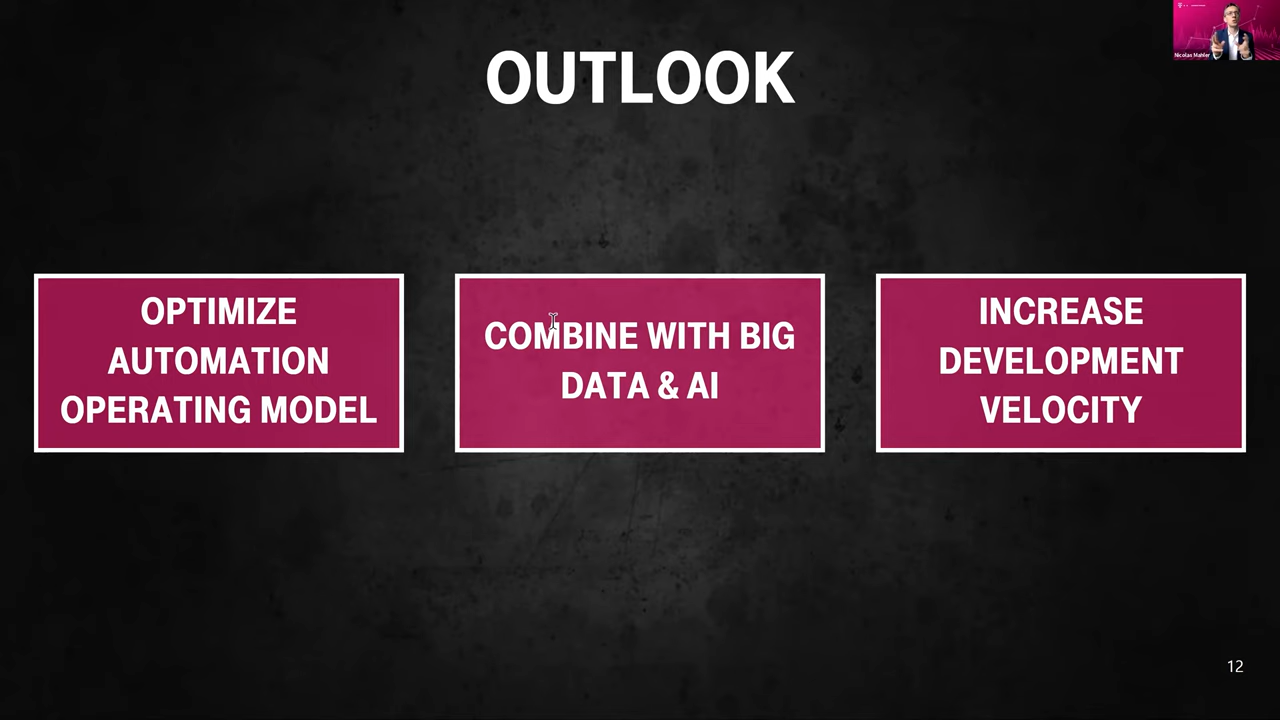 OUTLOOK
Nicolas Mahler
OPTIMIZE
AUTOMATION
OPERATING MODEL
COMBINE WITH BIG
DATA & AI
INCREASE
DEVELOPMENT
VELOCITY
12